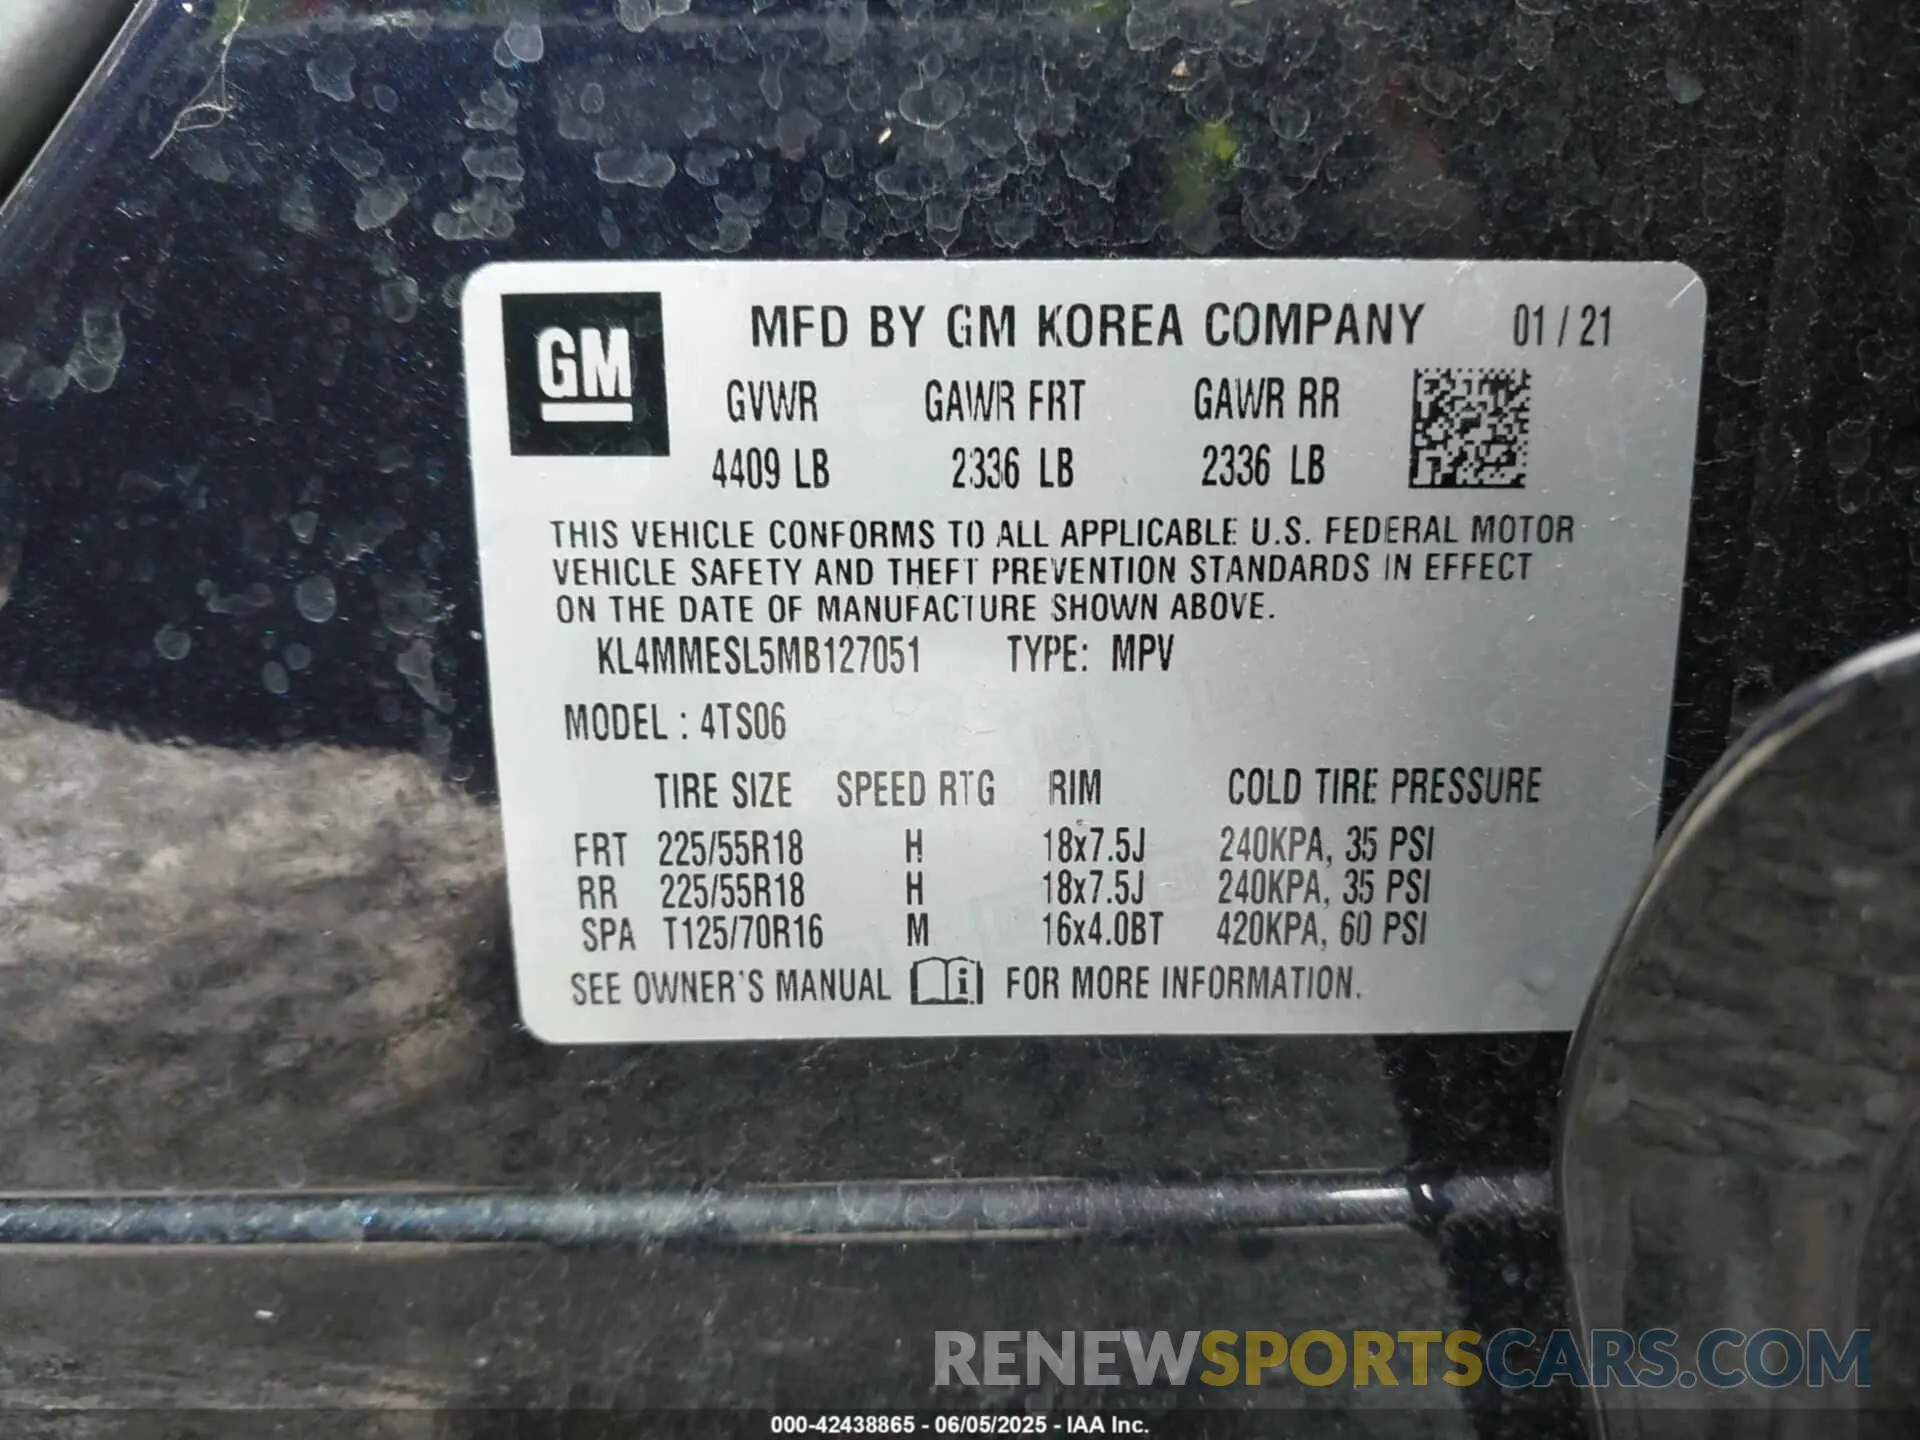 GM
MFD BY GM KOREA COMPANY 01 / 21
GVWR GAWR FRT GAWR RR
4409 LB 2336 LB 2336 LB
THIS VEHICLE CONFORMS TO ALL APPLICABLE U.S. FEDERAL MOTOR
VEHICLE SAFETY AND THEFT PREVENTION STANDARDS IN EFFECT
ON THE DATE OF MANUFACTURE SHOWN ABOVE.
KL4MMESL5MB127051 TYPE: MPV
MODEL : 4TS06
TIRE SIZE SPEED RTG RIM COLD TIRE PRESSURE
FRT 225/55R18 H 18x7.5J 240KPA, 35 PSI
RR 225/55R18 H 18x7.5J 240KPA, 35 PSI
SPA T125/70R16 M 16x4.0BT 420KPA, 60 PSI
SEE OWNER'S MANUAL i FOR MORE INFORMATION.
RENEWSPORTSCARS.COM
000-42438865 - 06/05/2025 - IAA Inc.